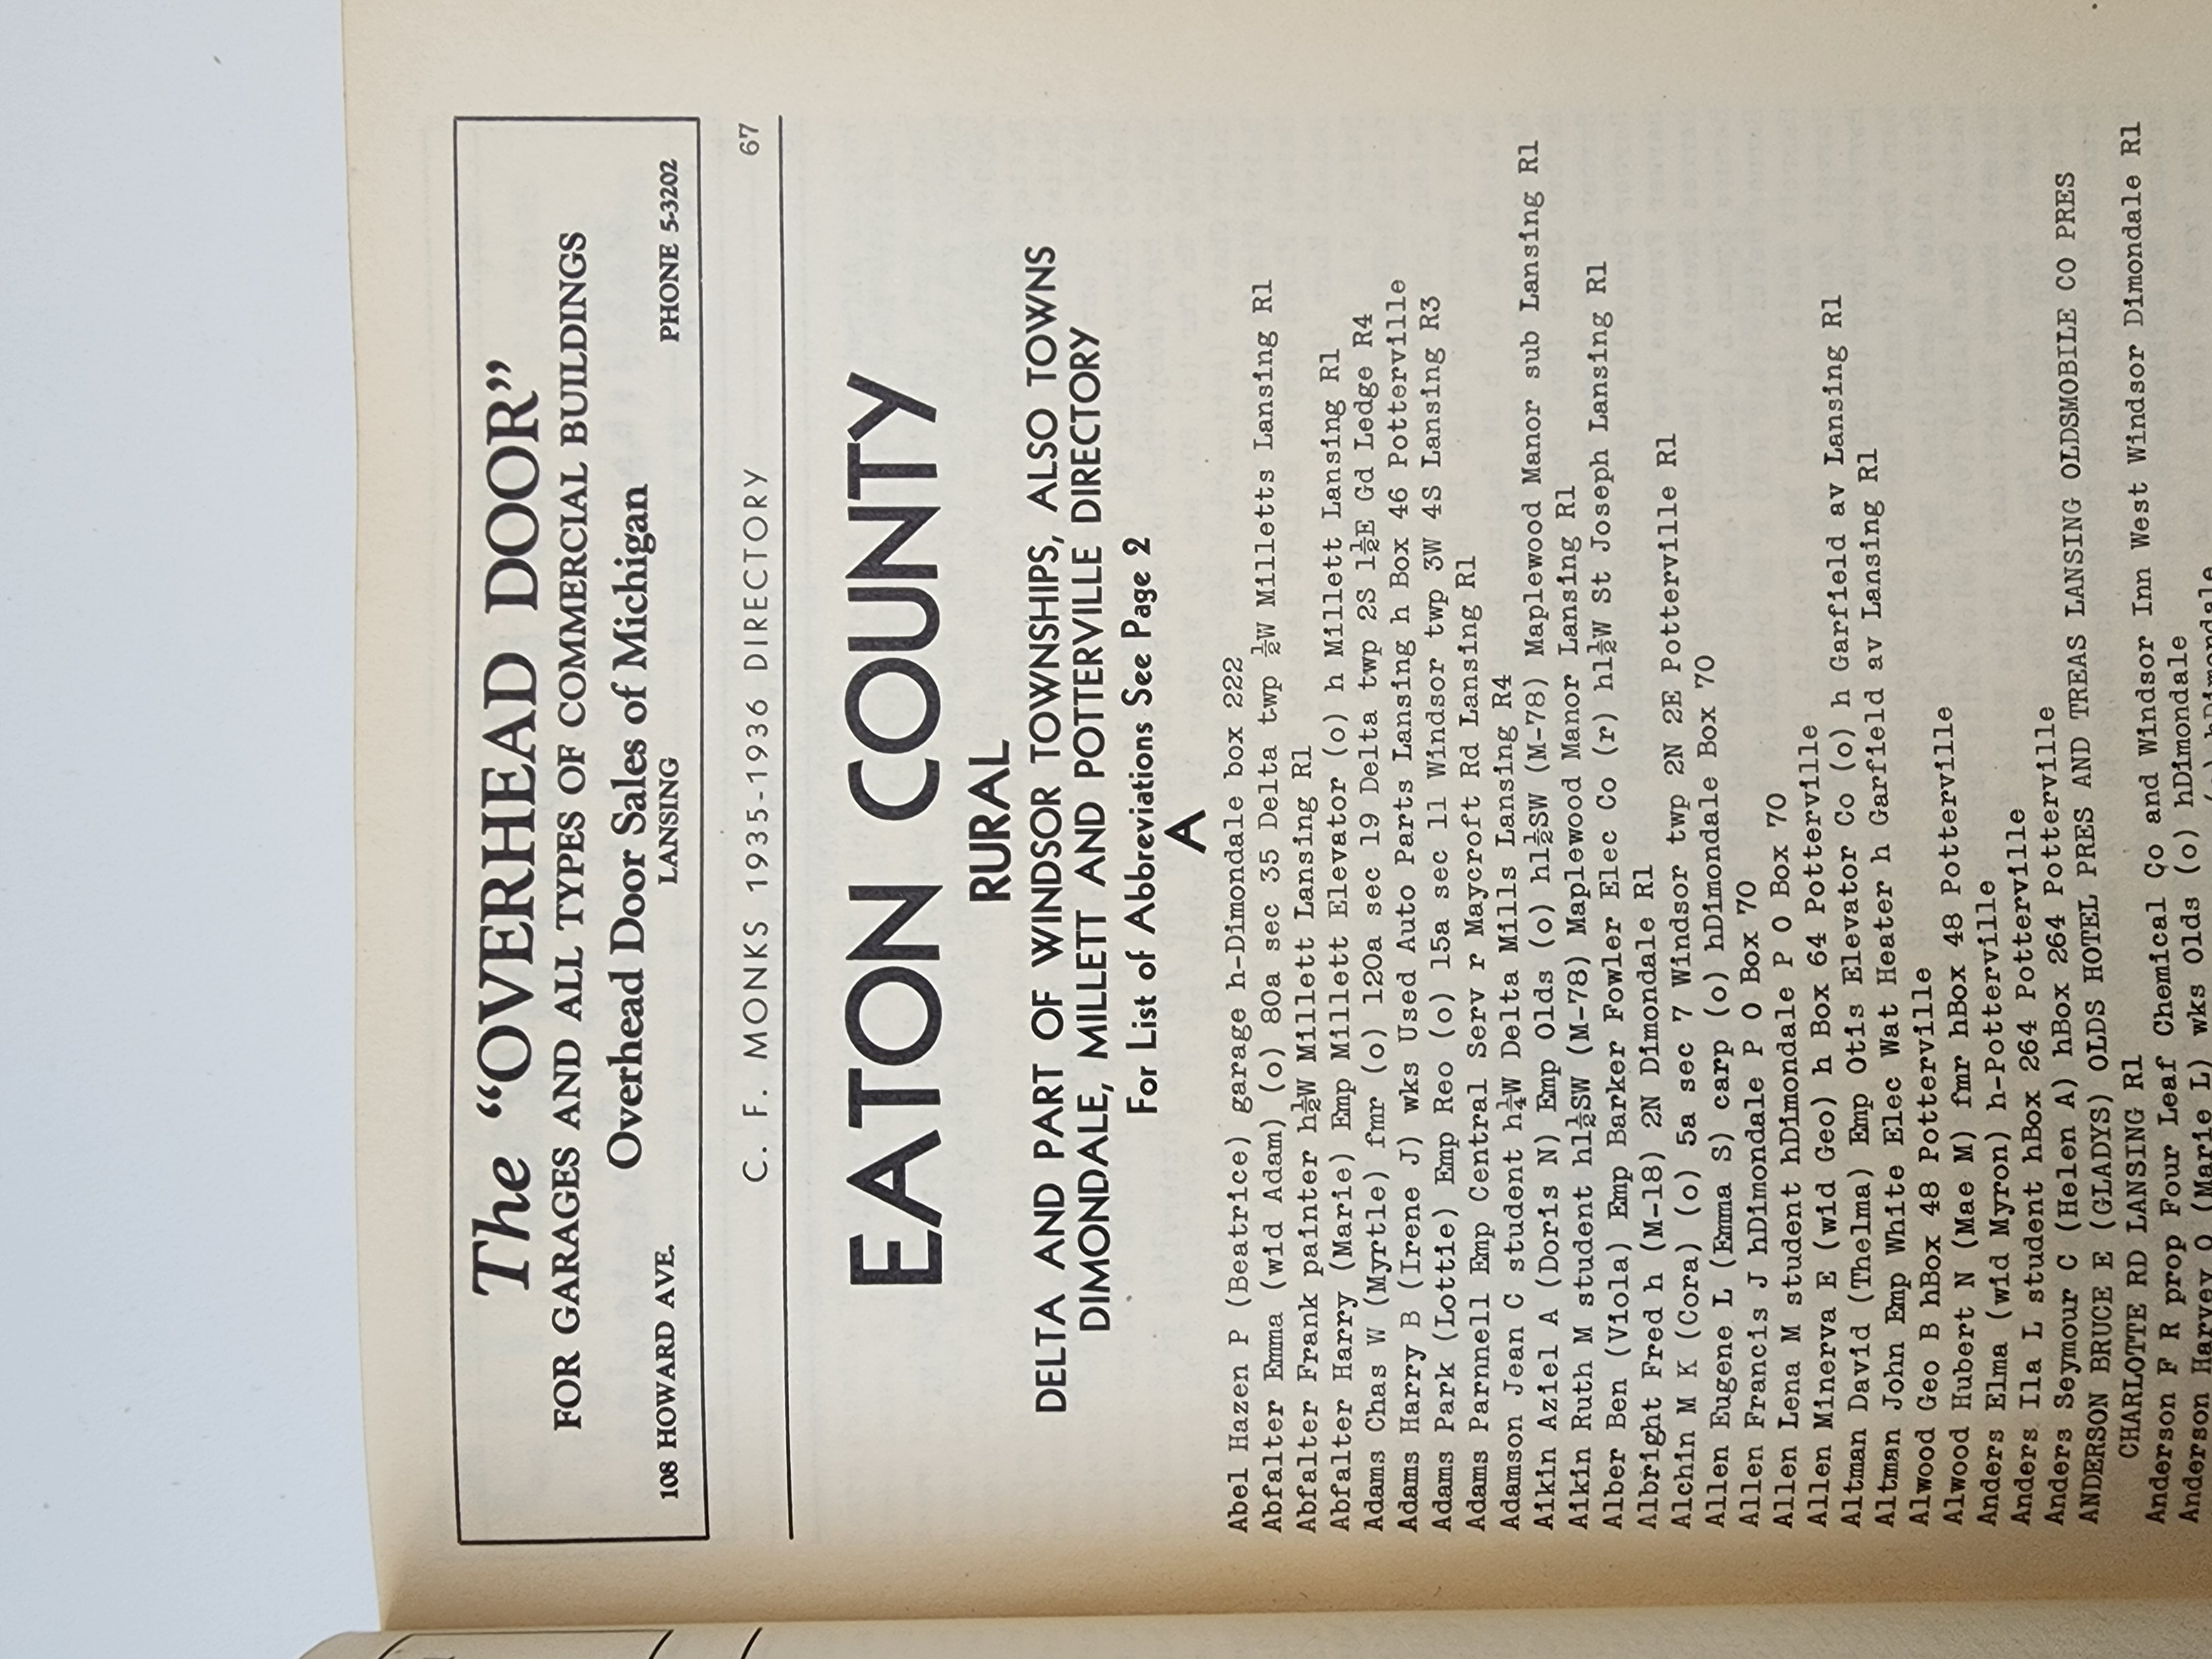 The "OVERHEAD DOOR"
FOR GARAGES AND ALL TYPES OF COMMERCIAL BUILDINGS
Overhead Door Sales of Michigan
108 HOWARD AVE. LANSING PHONE 5-3202
C. F. MONKS 1935-1936 DIRECTORY 67
EATON COUNTY
RURAL
DELTA AND PART OF WINDSOR TOWNSHIPS, ALSO TOWNS
DIMONDALE, MILLETT AND POTTERVILLE DIRECTORY
For List of Abbreviations See Page 2
A
Abel Hazen P (Beatrice) garage h-Dimondale box 222
Abfalter Emma (wid Adam) (o) 80a sec 35 Delta twp ½W Milletts Lansing R1
Abfalter Frank painter h½W Millett Lansing R1
Abfalter Harry (Marie) Emp Millett Elevator (o) h Millett Lansing R1
Adams Chas W (Myrtle) fmr (o) 120a sec 19 Delta twp 2S 1½E Gd Ledge R4
Adams Harry B (Irene J) wks Used Auto Parts Lansing h Box 46 Potterville
Adams Park (Lottie) Emp Reo (o) 15a sec 11 Windsor twp 3W 4S Lansing R3
Adams Parnnell Emp Central Serv r Maycroft Rd Lansing R1
Adamson Jean C student h¼W Delta Mills Lansing R4
Aikin Aziel A (Doris N) Emp Olds (o) h1½SW (M-78) Maplewood Manor sub Lansing R1
Aikin Ruth M student h1½SW (M-78) Maplewood Manor Lansing R1
Alber Ben (Viola) Emp Barker Fowler Elec Co (r) h1½W St Joseph Lansing R1
Albright Fred h (M-18) 2N Dimondale R1
Alchin M K (Cora) (o) 5a sec 7 Windsor twp 2N 2E Potterville R1
Allen Eugene L (Emma S) carp (o) hDimondale Box 70
Allen Francis J hDimondale P O Box 70
Allen Lena M student hDimondale P O Box 70
Allen Minerva E (wid Geo) h Box 64 Potterville
Altman David (Thelma) Emp Otis Elevator Co (o) h Garfield av Lansing R1
Altman John Emp White Elec Wat Heater h Garfield av Lansing R1
Alwood Geo B hBox 48 Potterville
Alwood Hubert N (Mae M) fmr hBox 48 Potterville
Anders Elma (wid Myron) h-Potterville
Anders Ila L student hBox 264 Potterville
Anders Seymour C (Helen A) hBox 264 Potterville
ANDERSON BRUCE E (GLADYS) OLDS HOTEL PRES AND TREAS LANSING OLDSMOBILE CO PRES
CHARLOTTE RD LANSING R1
Anderson F R prop Four Leaf Chemical Co and Windsor Inn West Windsor Dimondale R1
Anderson Harvey O (Marie L) wks Olds (o) hDimondale